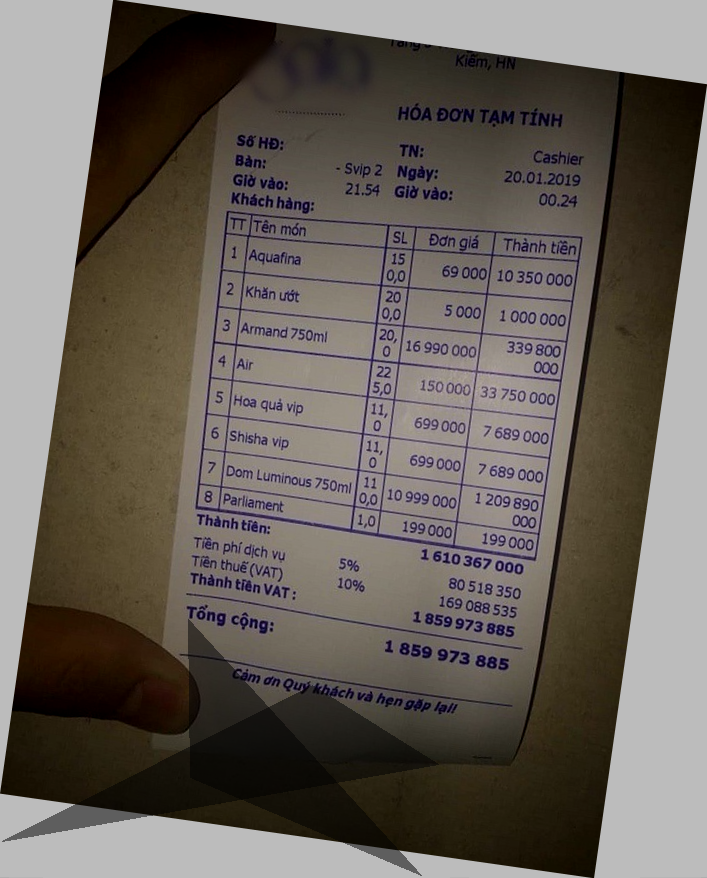 Kiếm, HN
HÓA ĐƠN TẠM TÍNH
Số HĐ: TN: Cashier
Bàn: - Svip 2 Ngày: 20.01.2019
Giờ vào: 21.54 Giờ vào: 00.24
Khách hàng:
TT Tên món SL Đơn giá Thành tiền
1 Aquafina 150,0 69 000 10 350 000
2 Khăn ướt 200,0 5 000 1 000 000
3 Armand 750ml 20,0 16 990 000 339 800 000
4 Air 225,0 150 000 33 750 000
5 Hoa quả vip 11,0 699 000 7 689 000
6 Shisha vip 11,0 699 000 7 689 000
7 Dom Luminous 750ml 110,0 10 999 000 1 209 890 000
8 Parliament 1,0 199 000 199 000
Thành tiền: 1 610 367 000
Tiền phí dịch vụ 5% 80 518 350
Tiền thuế (VAT) 10% 169 088 535
Thành tiền VAT : 1 859 973 885
Tổng cộng: 1 859 973 885
Cảm ơn Quý khách và hẹn gặp lại!